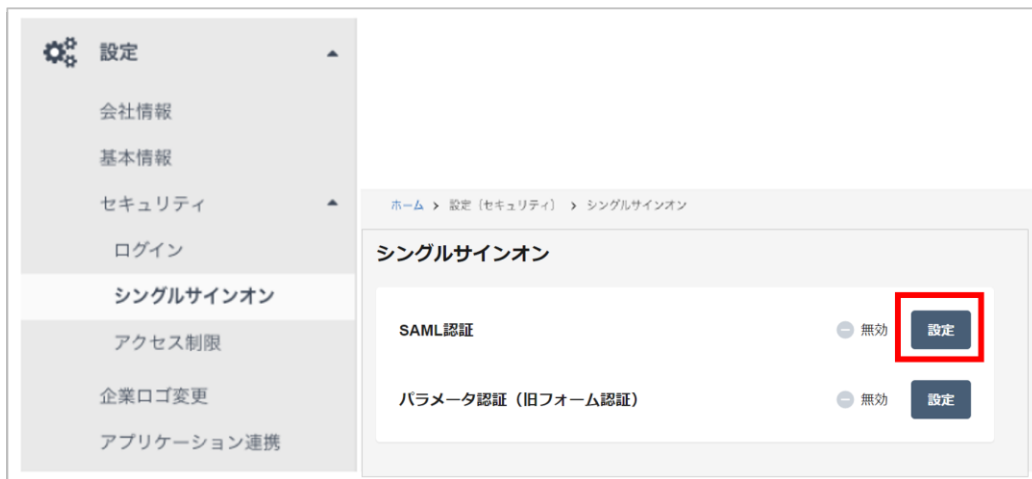 設定
会社情報
基本情報
セキュリティ
ログイン
シングルサインオン
アクセス制限
企業ロゴ変更
アプリケーション連携
ホーム > 設定（セキュリティ） > シングルサインオン
シングルサインオン
SAML認証 無効 設定
パラメータ認証（旧フォーム認証） 無効 設定